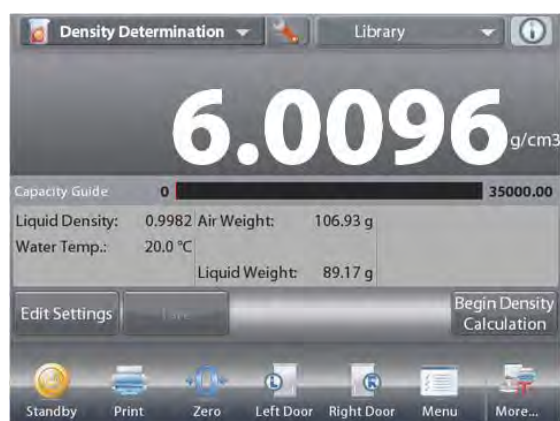 Density Determination Library
6.0096 g/cm3
Capacity Guide 0 35000.00
Liquid Density: 0.9982 Air Weight: 106.93 g
Water Temp.: 20.0 °C
Liquid Weight: 89.17 g
Edit Settings Begin Density
Calculation
Standby Print Zero Left Door Right Door Menu More...